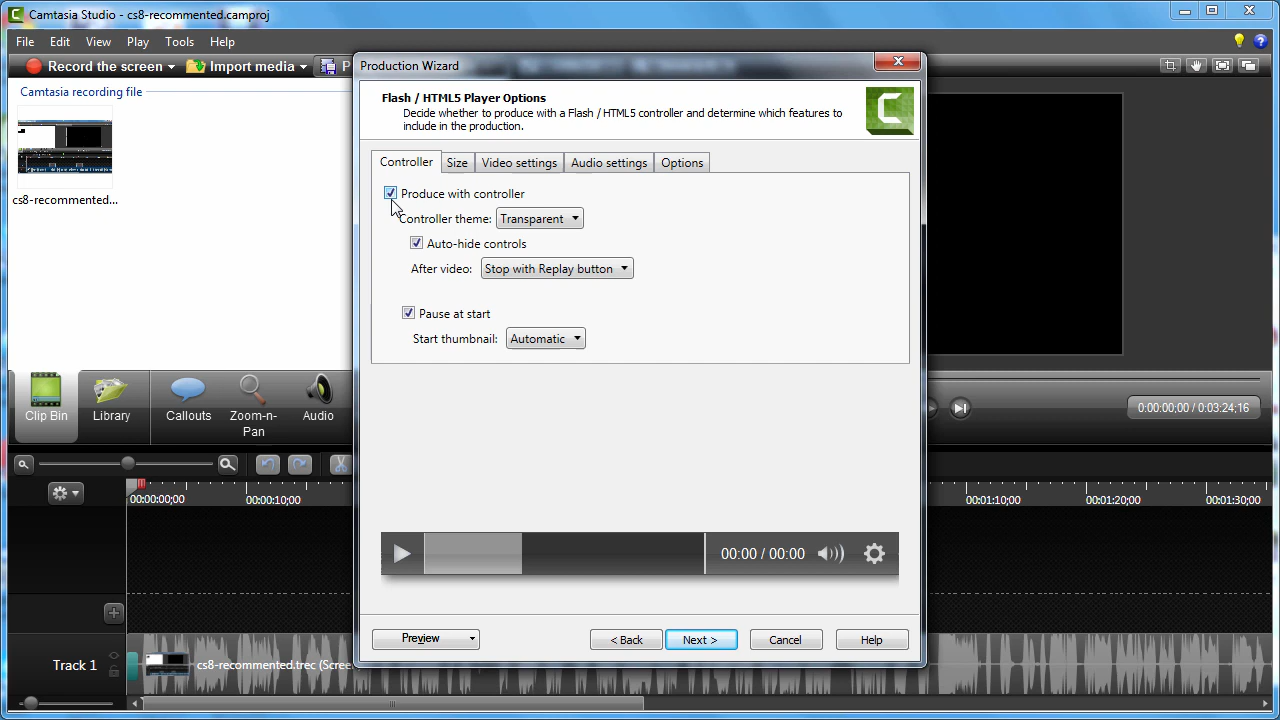 Camtasia Studio - cs8-recommented.camproj
File Edit View Play Tools Help
Record the screen Import media P
Camtasia recording file
cs8-recommented...
Production Wizard
Flash / HTML5 Player Options
Decide whether to produce with a Flash / HTML5 controller and determine which features to
include in the production.
Controller Size Video settings Audio settings Options
Produce with controller
Controller theme: Transparent
Auto-hide controls
After video: Stop with Replay button
Pause at start
Start thumbnail: Automatic
Clip Bin Library Callouts Zoom-n-
Pan Audio
0:00:00;00 / 0:03:24;16
00:00:00;00 00:00:10;00 00:01:10;00 00:01:20;00 00:01:30;00
00:00 / 00:00
Preview < Back Next > Cancel Help
Track 1 cs8-recommented.trec (Scree